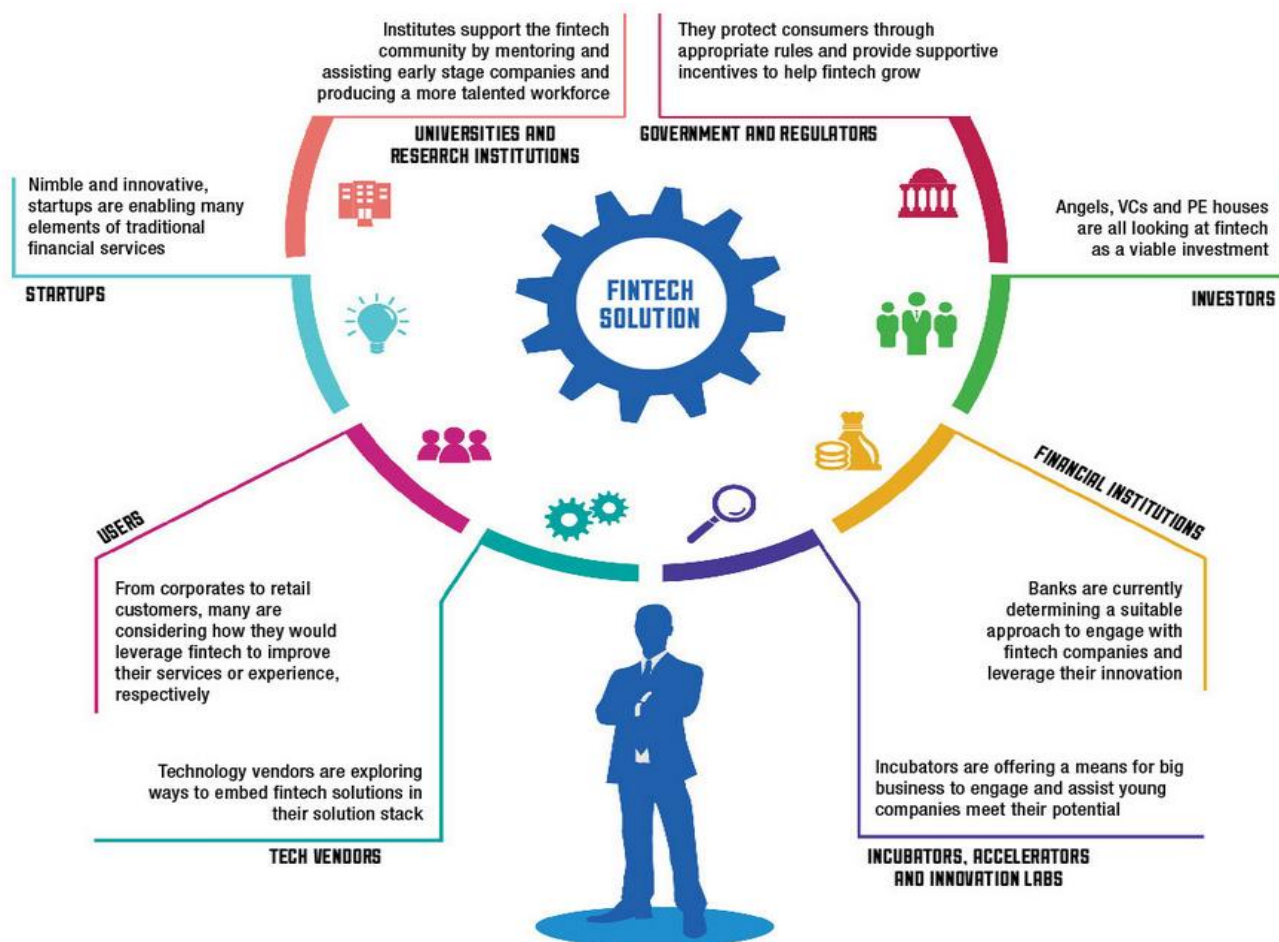 Institutes support the fintech
community by mentoring and
assisting early stage companies and
producing a more talented workforce
UNIVERSITIES AND
RESEARCH INSTITUTIONS
They protect consumers through
appropriate rules and provide supportive
incentives to help fintech grow
GOVERNMENT AND REGULATORS
Nimble and innovative,
startups are enabling many
elements of traditional
financial services
STARTUPS
FINTECH
SOLUTION
Angels, VCs and PE houses
are all looking at fintech
as a viable investment
INVESTORS
USERS
From corporates to retail
customers, many are
considering how they would
leverage fintech to improve
their services or experience,
respectively
FINANCIAL INSTITUTIONS
Banks are currently
determining a suitable
approach to engage with
fintech companies and
leverage their innovation
Technology vendors are exploring
ways to embed fintech solutions in
their solution stack
TECH VENDORS
Incubators are offering a means for big
business to engage and assist young
companies meet their potential
INCUBATORS, ACCELERATORS
AND INNOVATION LABS